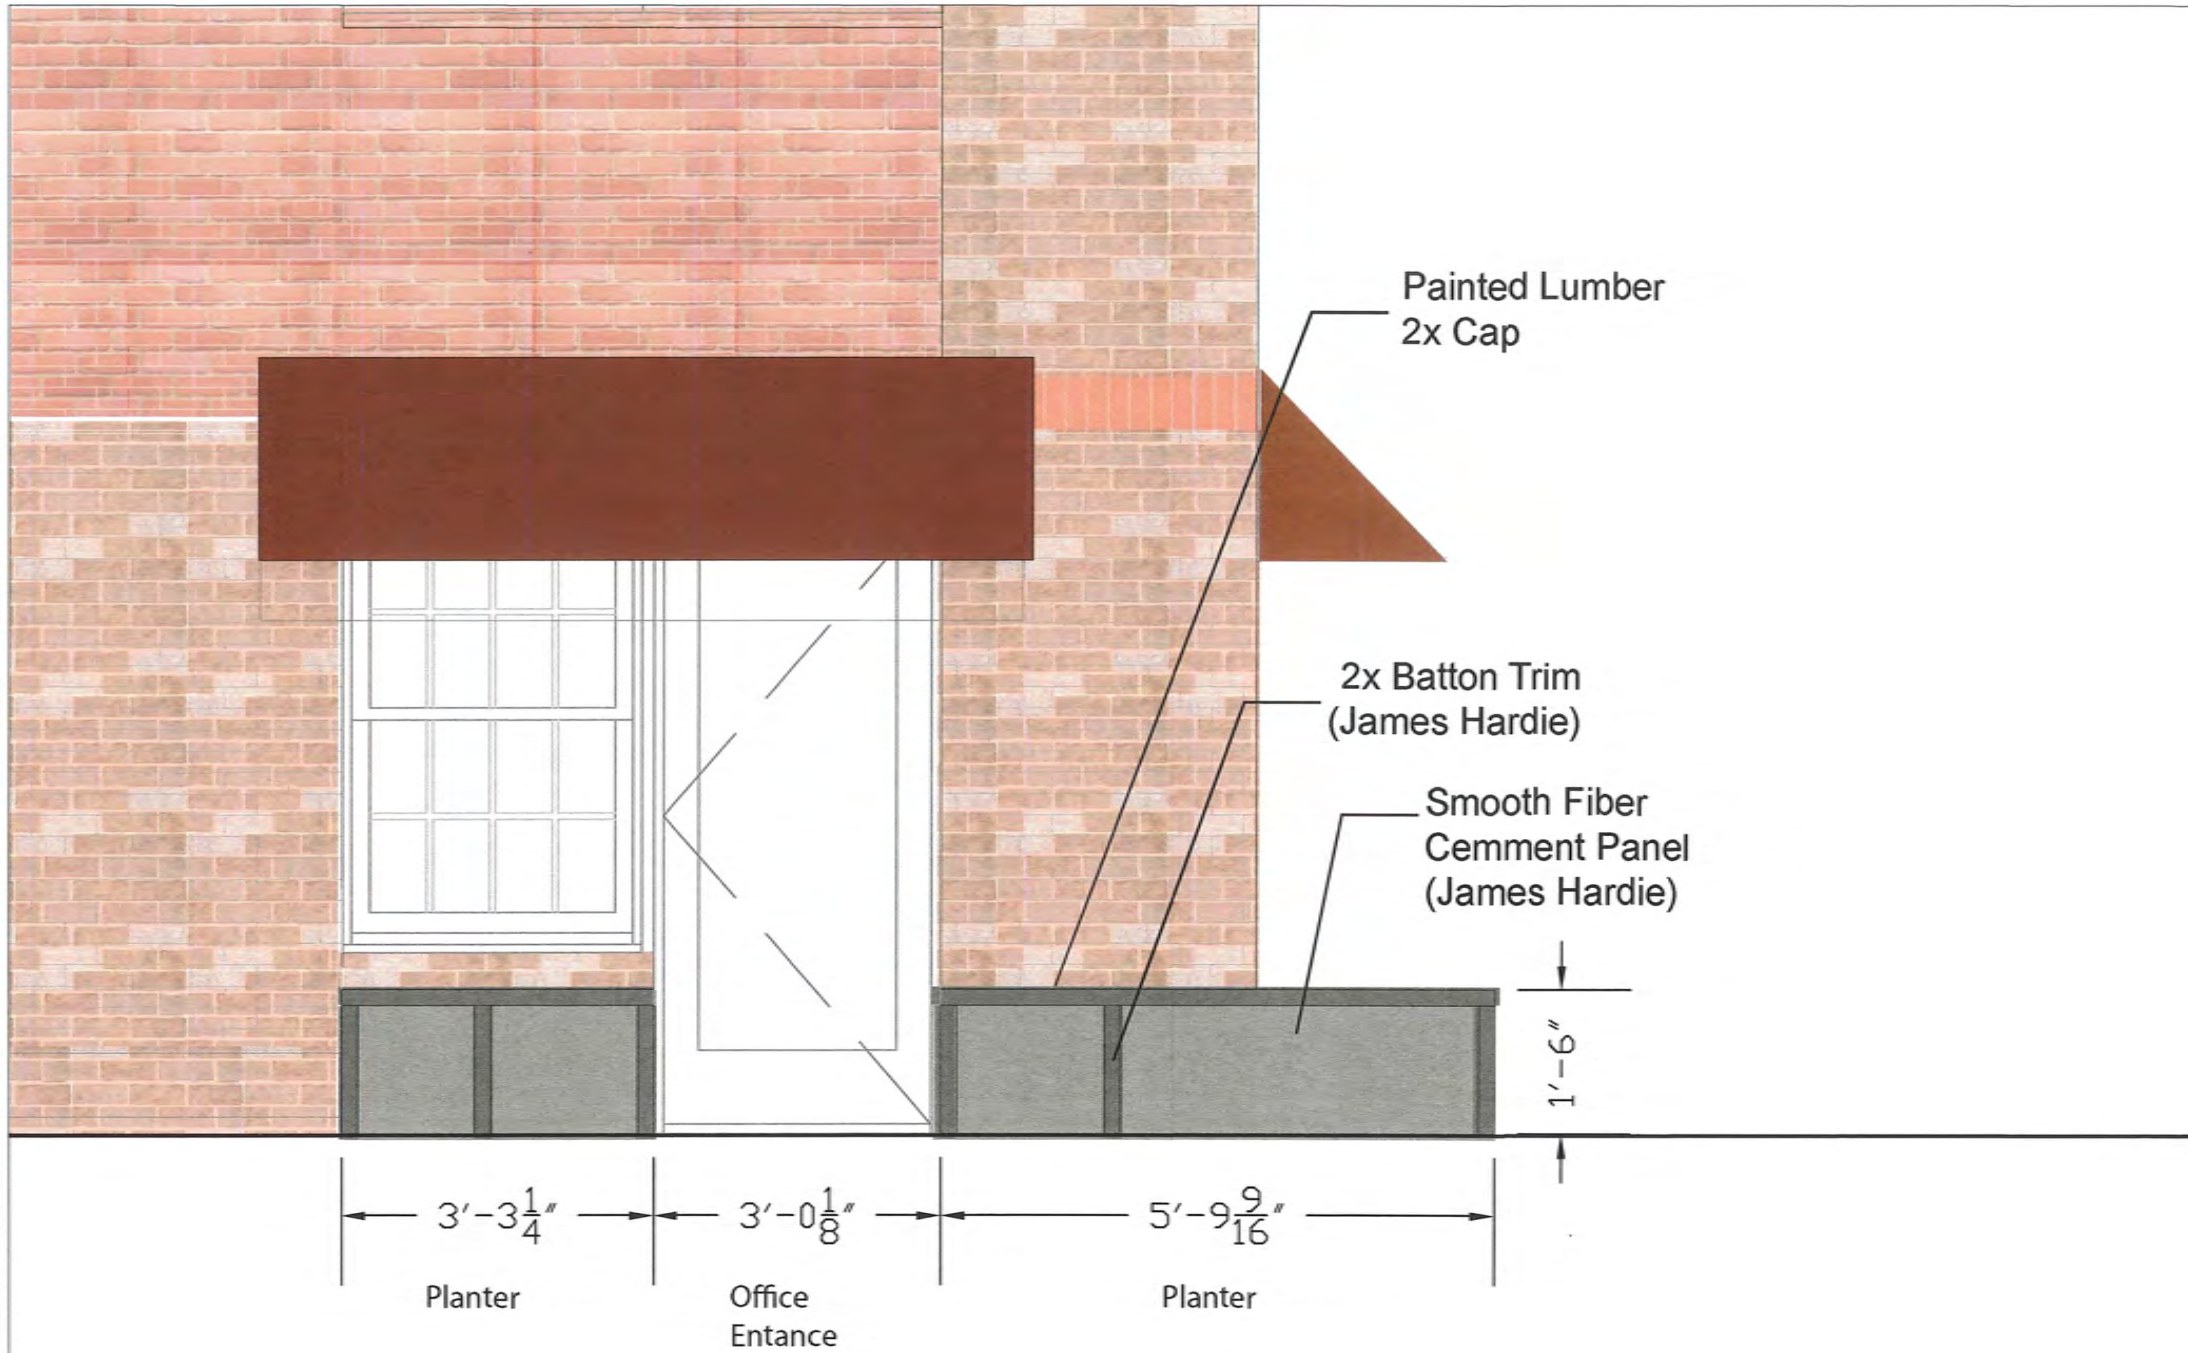 Painted Lumber
2x Cap
2x Batton Trim
(James Hardie)
Smooth Fiber
Cemment Panel
(James Hardie)
1'-6"
3'-3 1/4"
3'-0 1/8"
5'-9 9/16"
Planter
Office
Entance
Planter